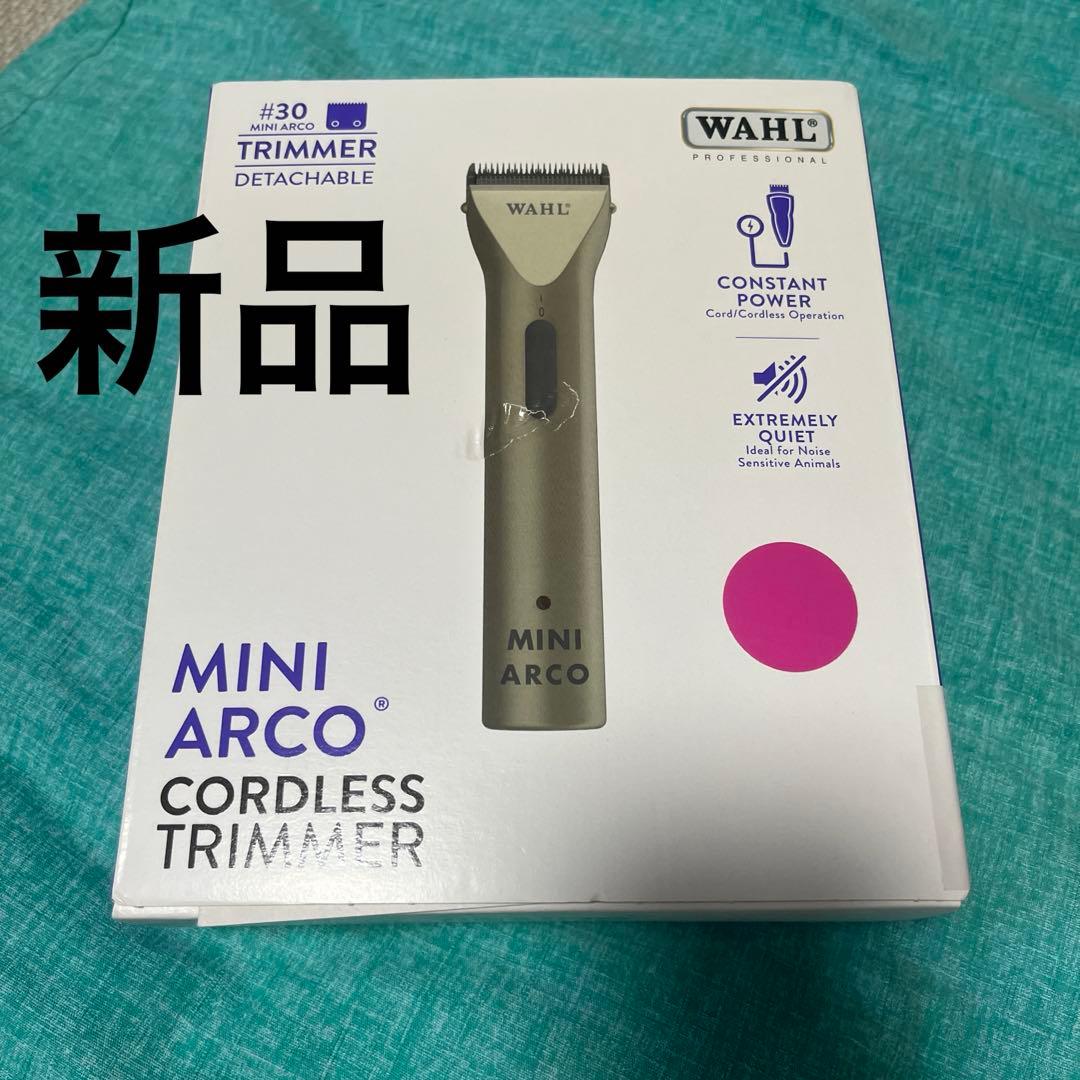 #30
MINI ARCO
TRIMMER
DETACHABLE
新品
WAHL®
PROFESSIONAL
WAHL®
I
0
CONSTANT
POWER
Cord/Cordless Operation
EXTREMELY
QUIET
Ideal for Noise
Sensitive Animals
MINI
ARCO
MINI
ARCO®
CORDLESS
TRIMMER